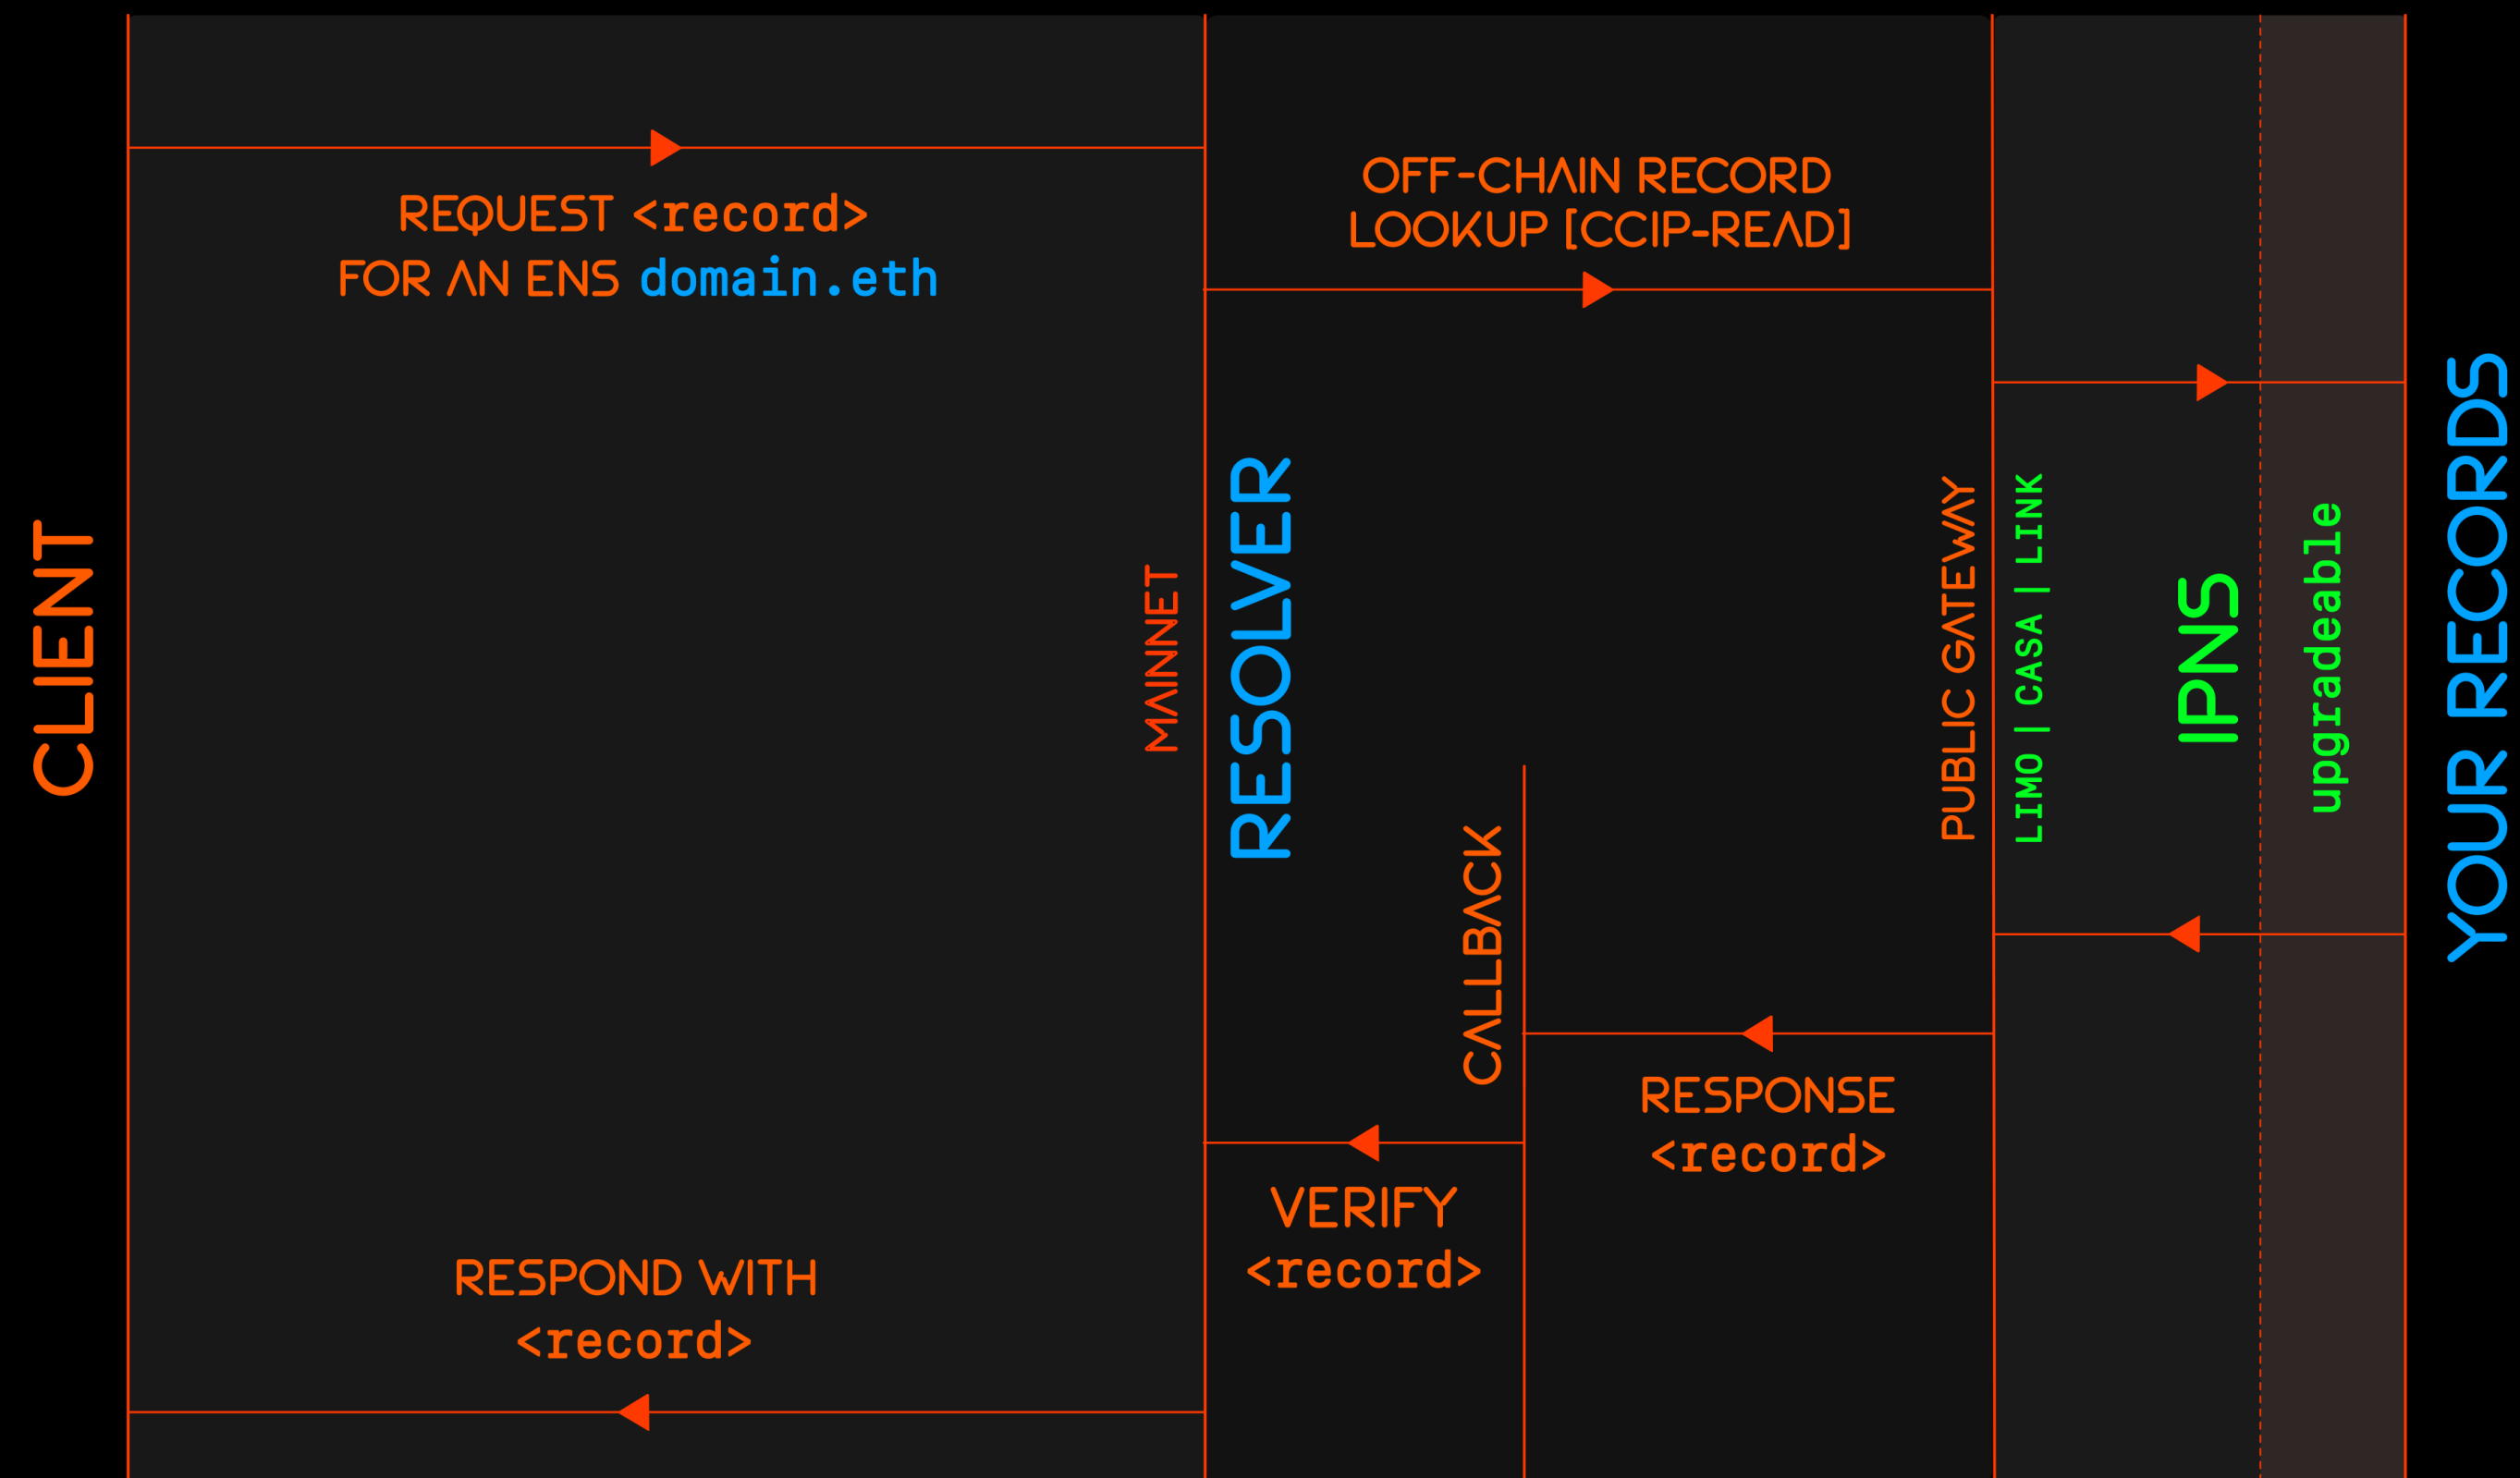 REQUEST <record>
FOR AN ENS domain.eth
OFF-CHAIN RECORD
LOOKUP [CCIP-READ]
CLIENT
MAINNET
RESOLVER
CALLBACK
PUBLIC GATEWAY
LIMO | CASA | LINK
IPNS
upgradeable
YOUR RECORDS
RESPONSE
<record>
VERIFY
<record>
RESPOND WITH
<record>